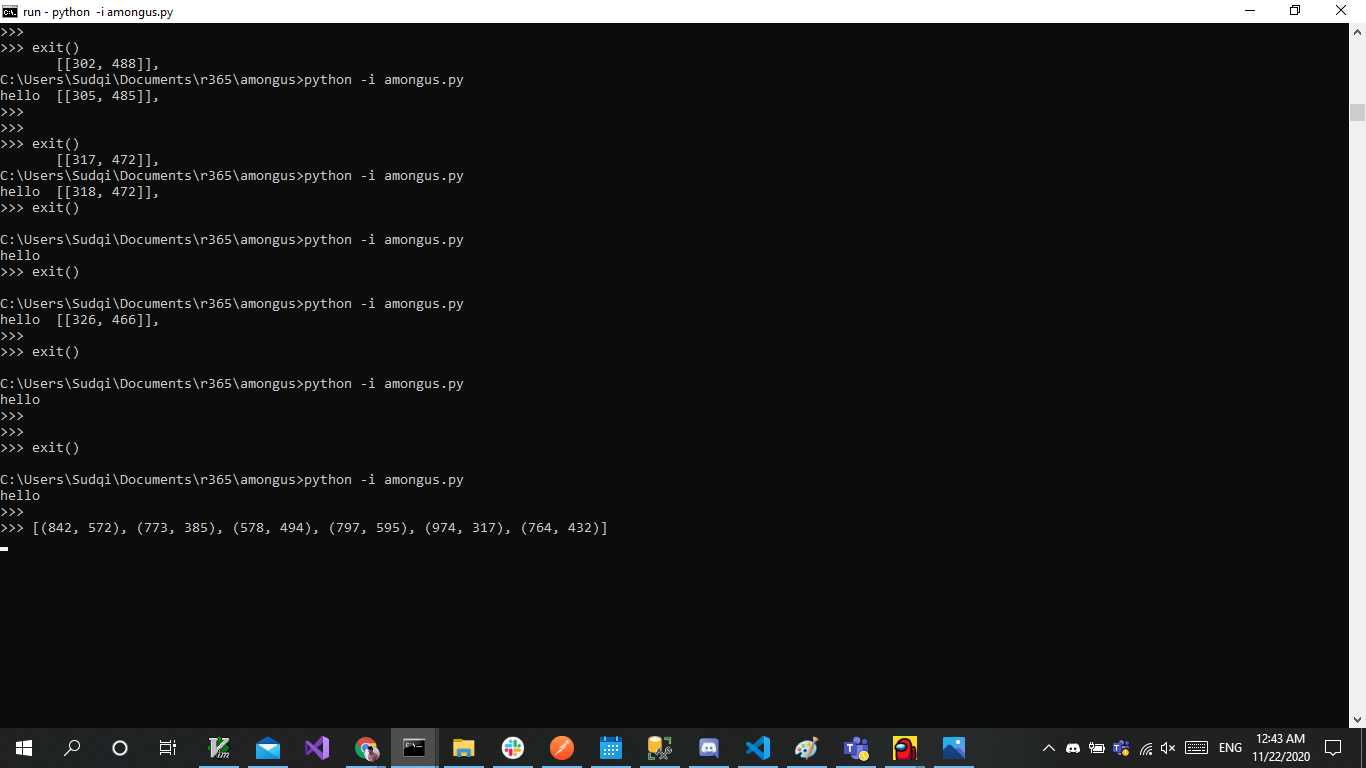 run - python  -i amongus.py
>>>
>>> exit()
       [[302, 488]],
C:\Users\Sudqi\Documents\r365\amongus>python -i amongus.py
hello  [[305, 485]],
>>>
>>>
>>> exit()
       [[317, 472]],
C:\Users\Sudqi\Documents\r365\amongus>python -i amongus.py
hello  [[318, 472]],
>>> exit()
C:\Users\Sudqi\Documents\r365\amongus>python -i amongus.py
hello
>>> exit()
C:\Users\Sudqi\Documents\r365\amongus>python -i amongus.py
hello  [[326, 466]],
>>>
>>> exit()
C:\Users\Sudqi\Documents\r365\amongus>python -i amongus.py
hello
>>>
>>>
>>> exit()
C:\Users\Sudqi\Documents\r365\amongus>python -i amongus.py
hello
>>>
>>> [(842, 572), (773, 385), (578, 494), (797, 595), (974, 317), (764, 432)]
ENG
12:43 AM
11/22/2020